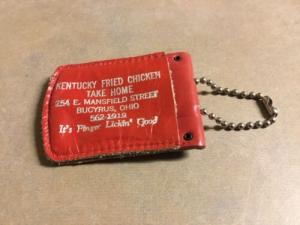 KENTUCKY FRIED CHICKEN
TAKE HOME
254 E. MANSFIELD STREET
BUCYRUS, OHIO
562-1919
It's Finger Lickin' Good